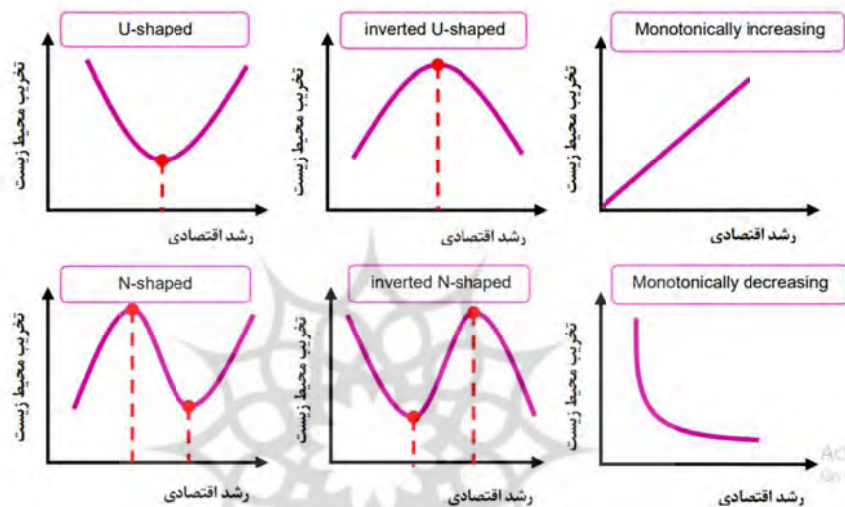 U-shaped
تخریب محیط زیست
رشد اقتصادی
inverted U-shaped
تخریب محیط زیست
رشد اقتصادی
Monotonically increasing
تخریب محیط زیست
رشد اقتصادی
N-shaped
تخریب محیط زیست
رشد اقتصادی
inverted N-shaped
تخریب محیط زیست
رشد اقتصادی
Monotonically decreasing
تخریب محیط زیست
رشد اقتصادی